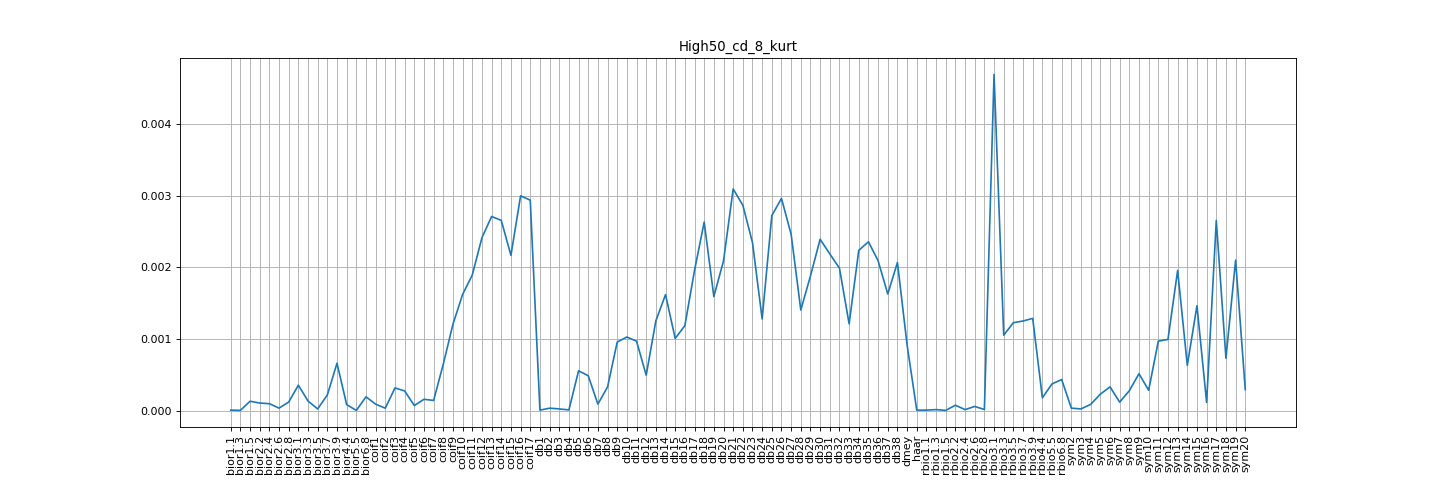 High50_cd_8_kurt
0.004
0.003
0.002
0.001
0.000
bior1.1
bior1.3
bior1.5
bior2.2
bior2.4
bior2.6
bior2.8
bior3.1
bior3.3
bior3.5
bior3.7
bior3.9
bior4.4
bior5.5
bior6.8
coif1
coif2
coif3
coif4
coif5
coif6
coif7
coif8
coif9
coif10
coif11
coif12
coif13
coif14
coif15
coif16
coif17
db1
db2
db3
db4
db5
db6
db7
db8
db9
db10
db11
db12
db13
db14
db15
db16
db17
db18
db19
db20
db21
db22
db23
db24
db25
db26
db27
db28
db29
db30
db31
db32
db33
db34
db35
db36
db37
db38
dmey
haar
rbio1.1
rbio1.3
rbio1.5
rbio2.2
rbio2.4
rbio2.6
rbio2.8
rbio3.1
rbio3.3
rbio3.5
rbio3.7
rbio3.9
rbio4.4
rbio5.5
rbio6.8
sym2
sym3
sym4
sym5
sym6
sym7
sym8
sym9
sym10
sym11
sym12
sym13
sym14
sym15
sym16
sym17
sym18
sym19
sym20